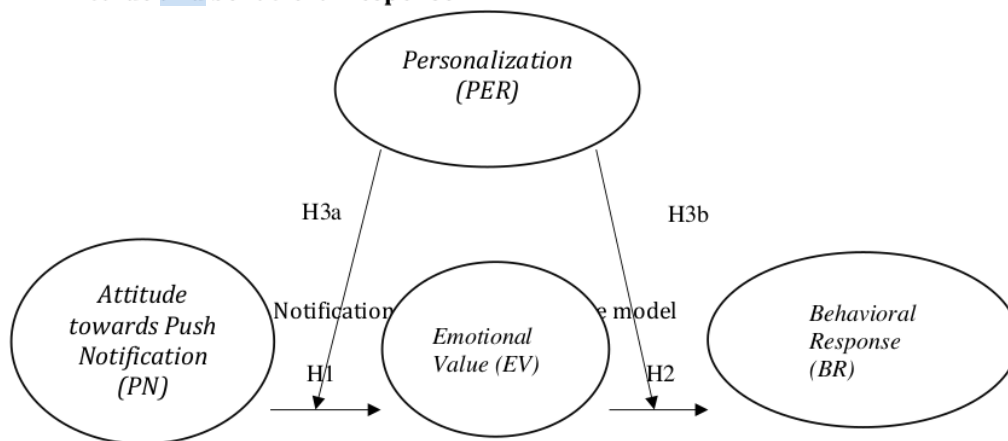 Personalization
(PER)
H3a
H3b
Attitude
towards Push
Notification
(PN)
Notification
e model
Emotional
Value (EV)
Behavioral
Response
(BR)
H1
H2